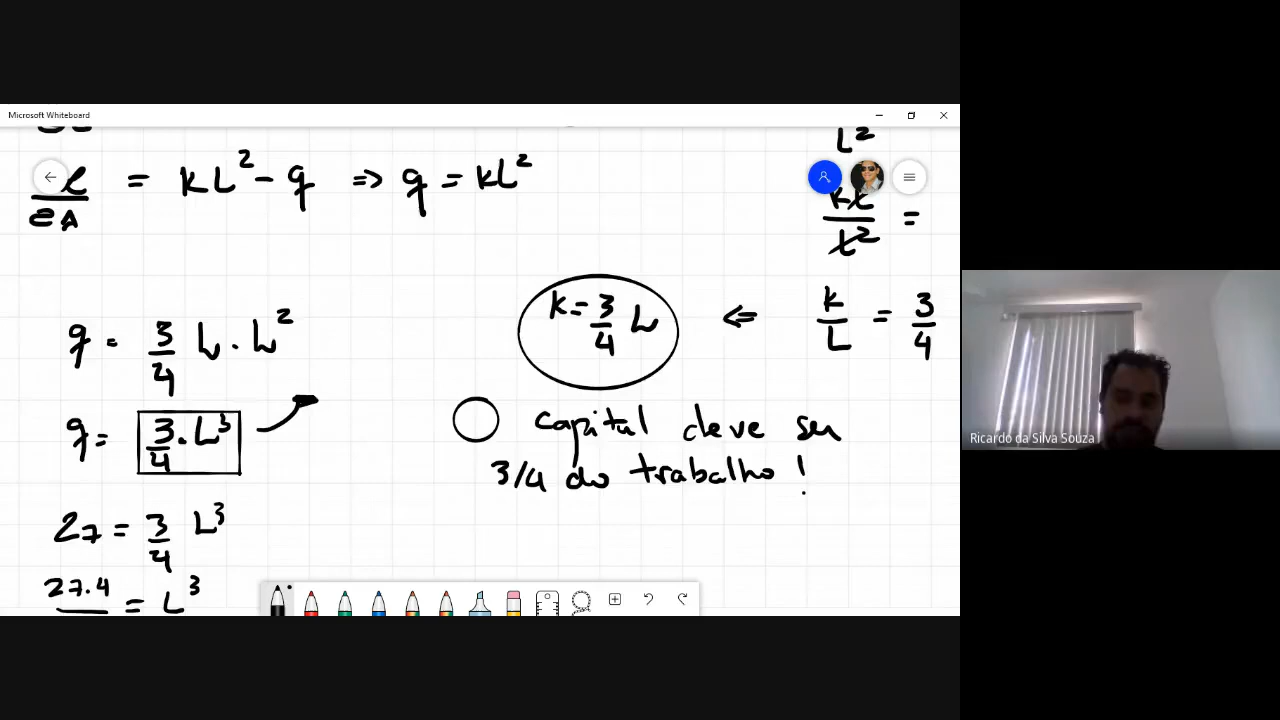 Microsoft Whiteboard
L²
= KL² - q => q = KL²
∂λ
=
q = 3/4 L . L²
K = 3/4 L <= K/L = 3/4
q = 3/4 . L³
O capital deve ser
3/4 do trabalho !
Ricardo da Silva Souza
27 = 3/4 L³
27.4 = L³